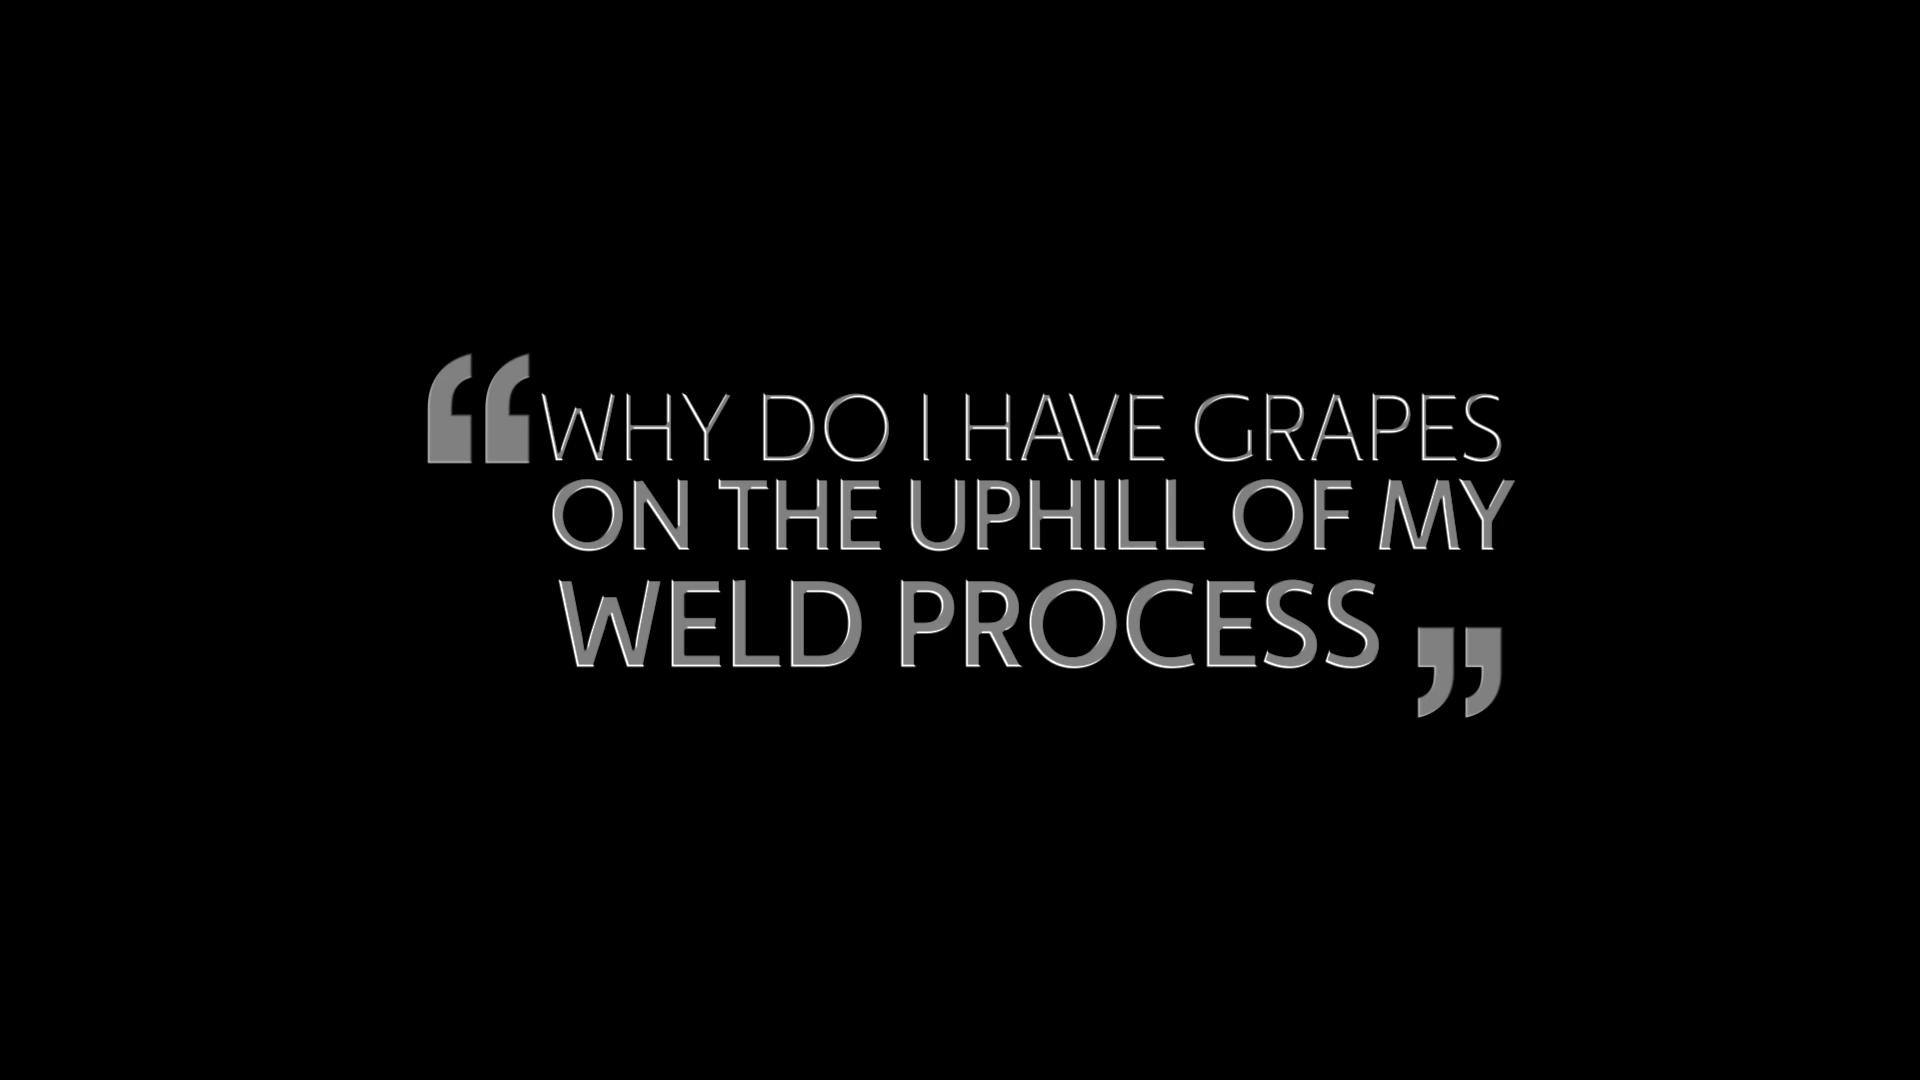 “WHY DO I HAVE GRAPES
ON THE UPHILL OF MY
WELD PROCESS”